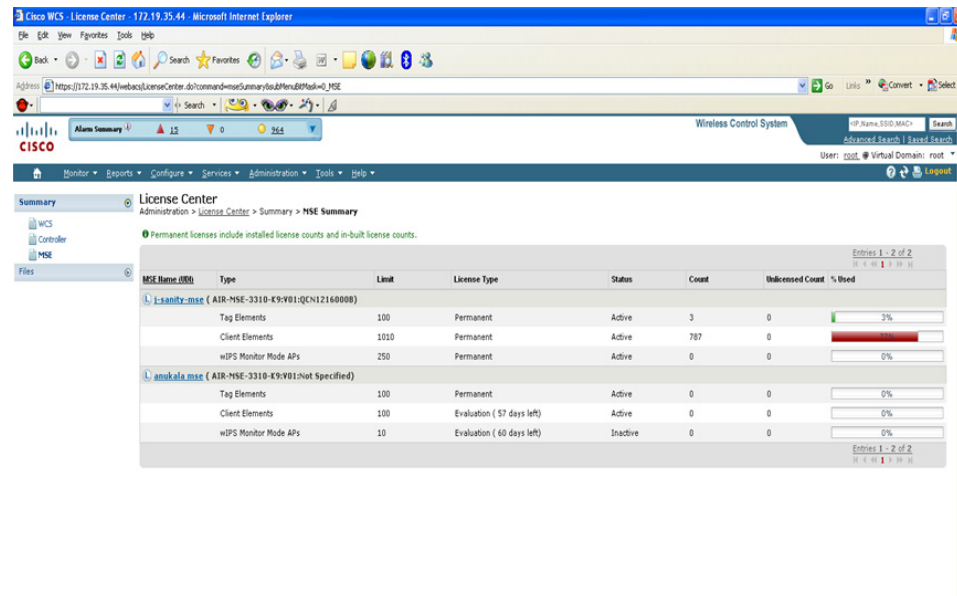 Cisco WCS - License Center - 172.19.35.44 - Microsoft Internet Explorer
File Edit View Favorites Tools Help
Back Search Favorites
Address https://172.19.35.44/webacs/LicenseCenter.do?command=mseSummary&subMenuBitMask=0_MSE Go Links » Convert Select
Search
CISCO Alarm Summary 15 0 264 Wireless Control System <IP,Name,SSID,MAC> Search
Advanced Search | Saved Search
User: root @ Virtual Domain: root
Monitor Reports Configure Services Administration Tools Help Logout
Summary
WCS
Controller
MSE
Files
License Center
Administration > License Center > Summary > MSE Summary
Permanent licenses include installed license counts and in-built license counts.
Entries 1 - 2 of 2
1
MSE Name (UDI) Type Limit License Type Status Count Unlicensed Count % Used
L j-sanity-mse ( AIR-MSE-3310-K9:V01:QCN1216000B)
Tag Elements 100 Permanent Active 3 0 3%
Client Elements 1010 Permanent Active 787 0
wIPS Monitor Mode APs 250 Permanent Active 0 0 0%
L anukala mse ( AIR-MSE-3310-K9:V01:Not Specified)
Tag Elements 100 Permanent Active 0 0 0%
Client Elements 100 Evaluation ( 57 days left) Active 0 0 0%
wIPS Monitor Mode APs 10 Evaluation ( 60 days left) Inactive 0 0 0%
Entries 1 - 2 of 2
1